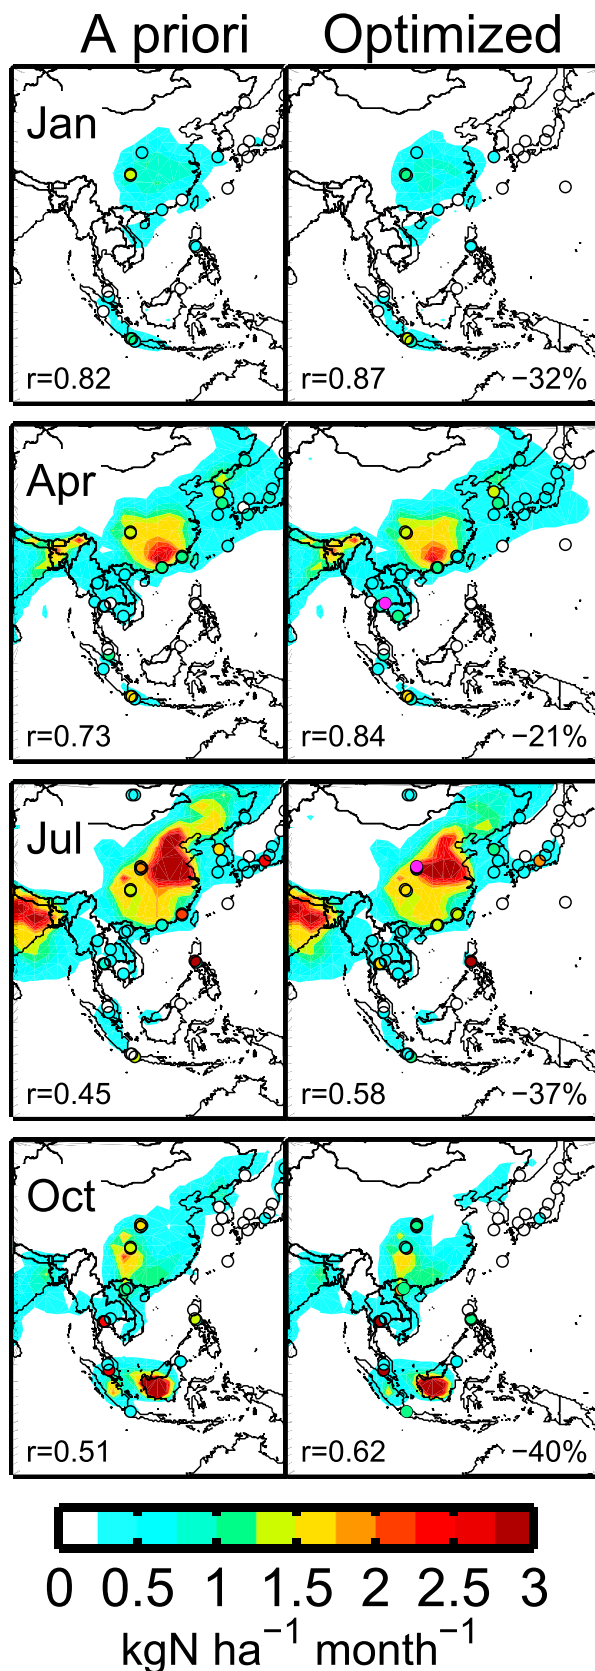 A priori Optimized
Jan
r=0.82 r=0.87 −32%
Apr
r=0.73 r=0.84 −21%
Jul
r=0.45 r=0.58 −37%
Oct
r=0.51 r=0.62 −40%
0 0.5 1 1.5 2 2.5 3
kgN ha⁻¹ month⁻¹